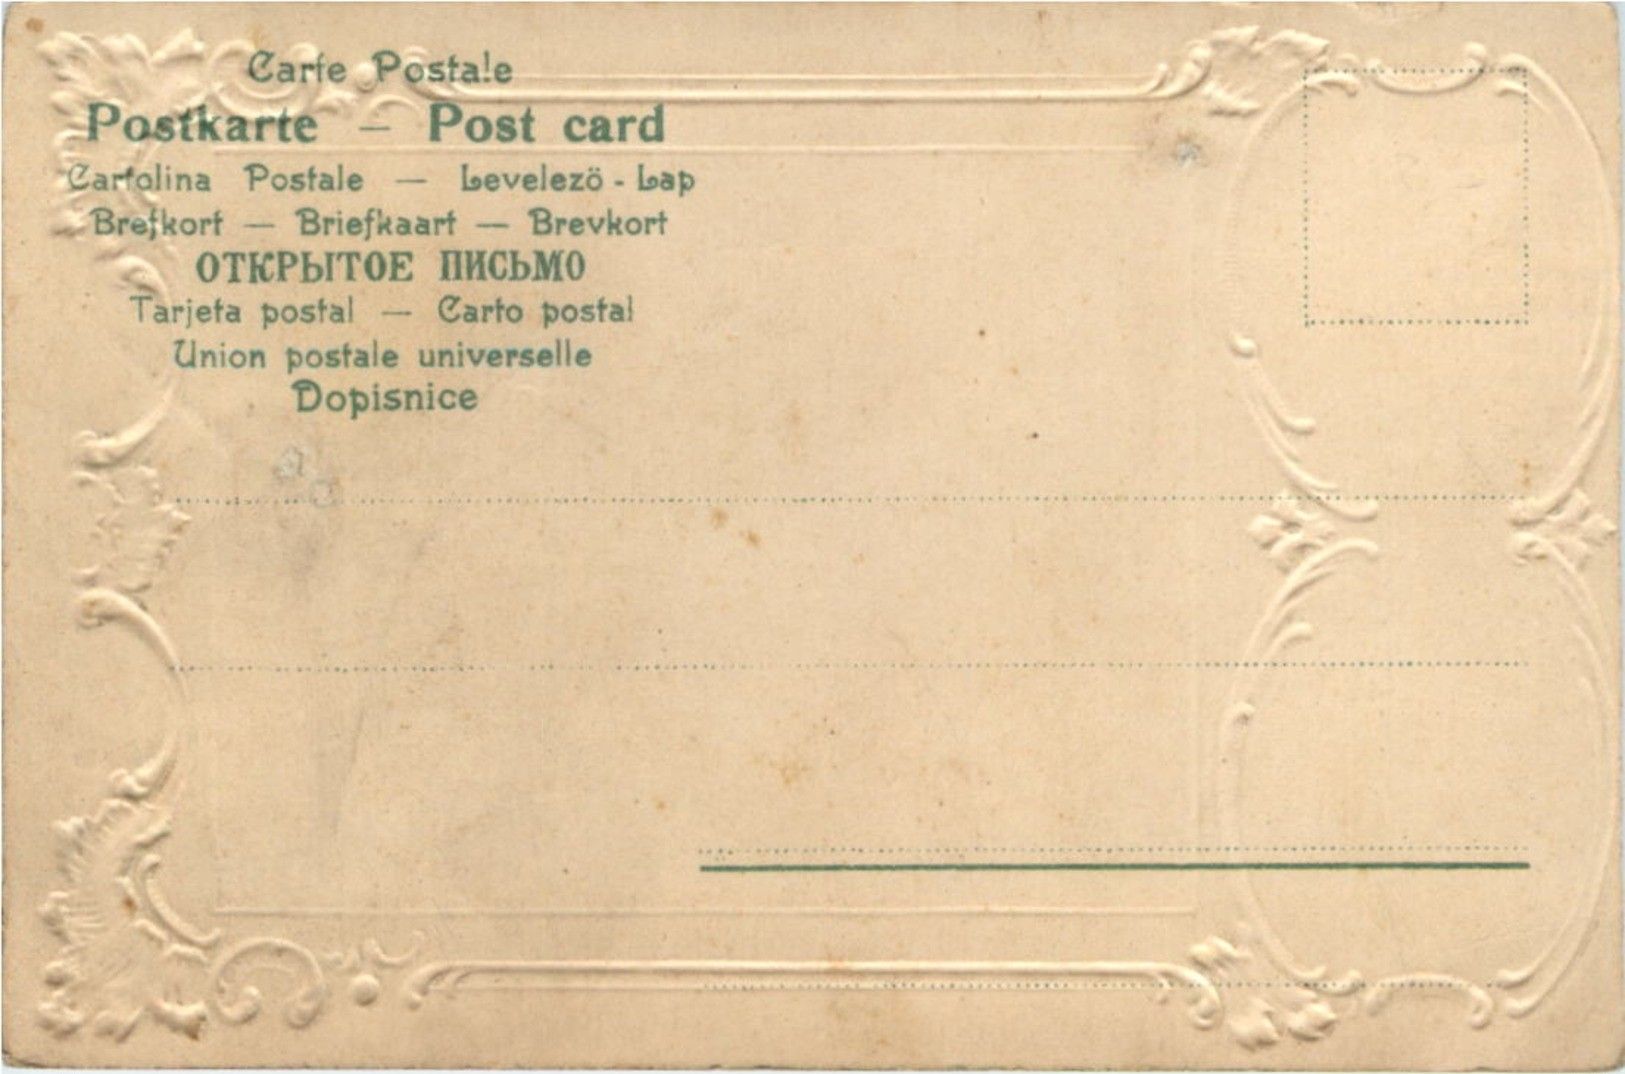 Carte Postale
Postkarte — Post card
Cartolina Postale — Levelezö - Lap
Brefkort — Briefkaart — Brevkort
ОТКРЫТОЕ ПИСЬМО
Tarjeta postal — Carto postal
Union postale universelle
Dopisnice